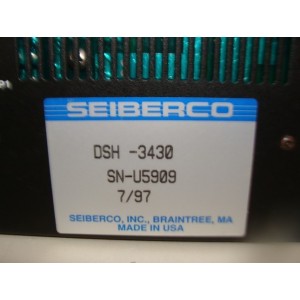 SEIBERCO
DSH -3430
SN-U5909
7/97
SEIBERCO, INC., BRAINTREE, MA
MADE IN USA